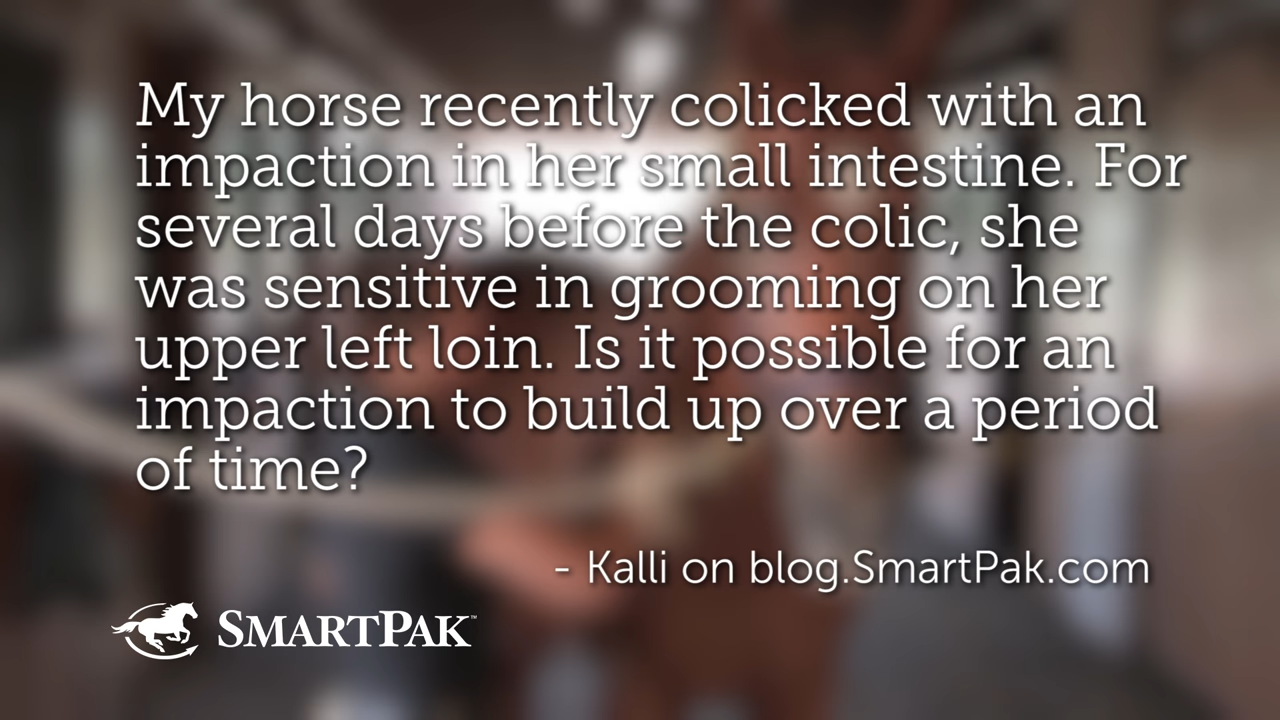 My horse recently colicked with an
impaction in her small intestine. For
several days before the colic, she
was sensitive in grooming on her
upper left loin. Is it possible for an
impaction to build up over a period
of time?
- Kalli on blog.SmartPak.com
SMARTPAK™